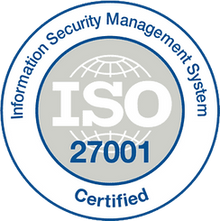 Information Security Management System
ISO
27001
Certified